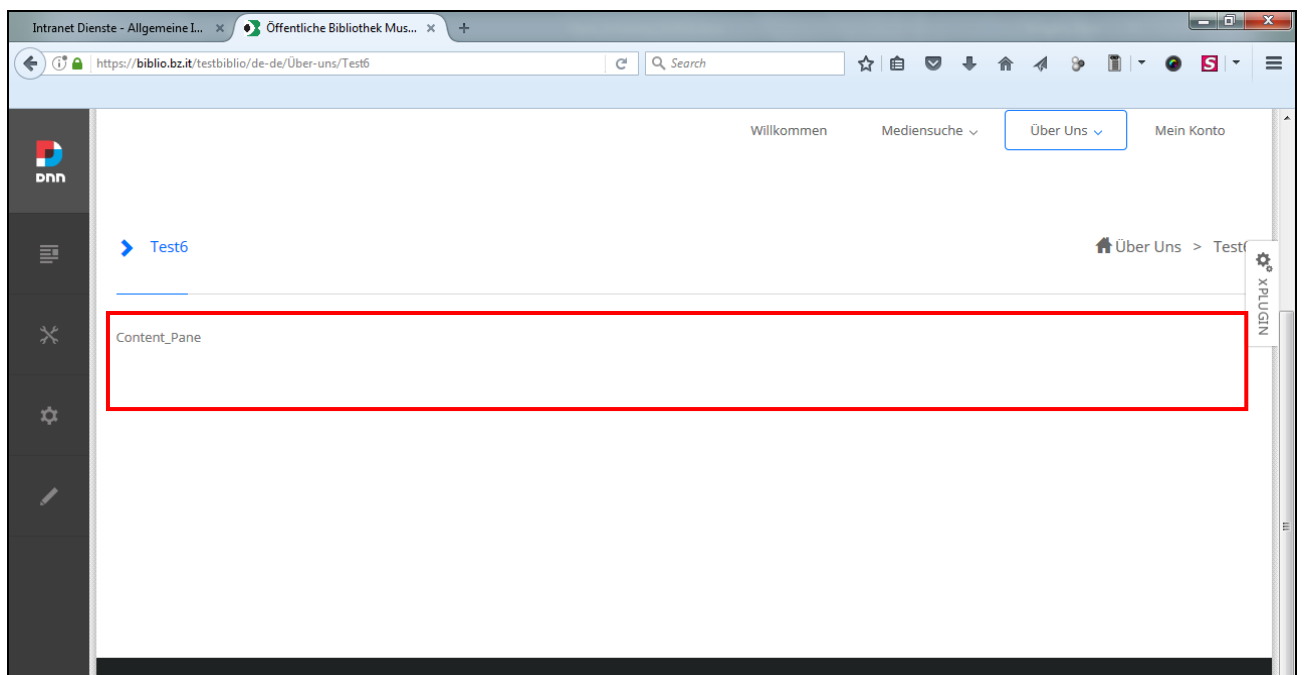 Intranet Dienste - Allgemeine I...
Öffentliche Bibliothek Mus...
https://biblio.bz.it/testbiblio/de-de/Über-uns/Test6
Search
S
Willkommen
Mediensuche
Über Uns
Mein Konto
DNN
Test6
Über Uns > Test
XPLUGIN
Content_Pane